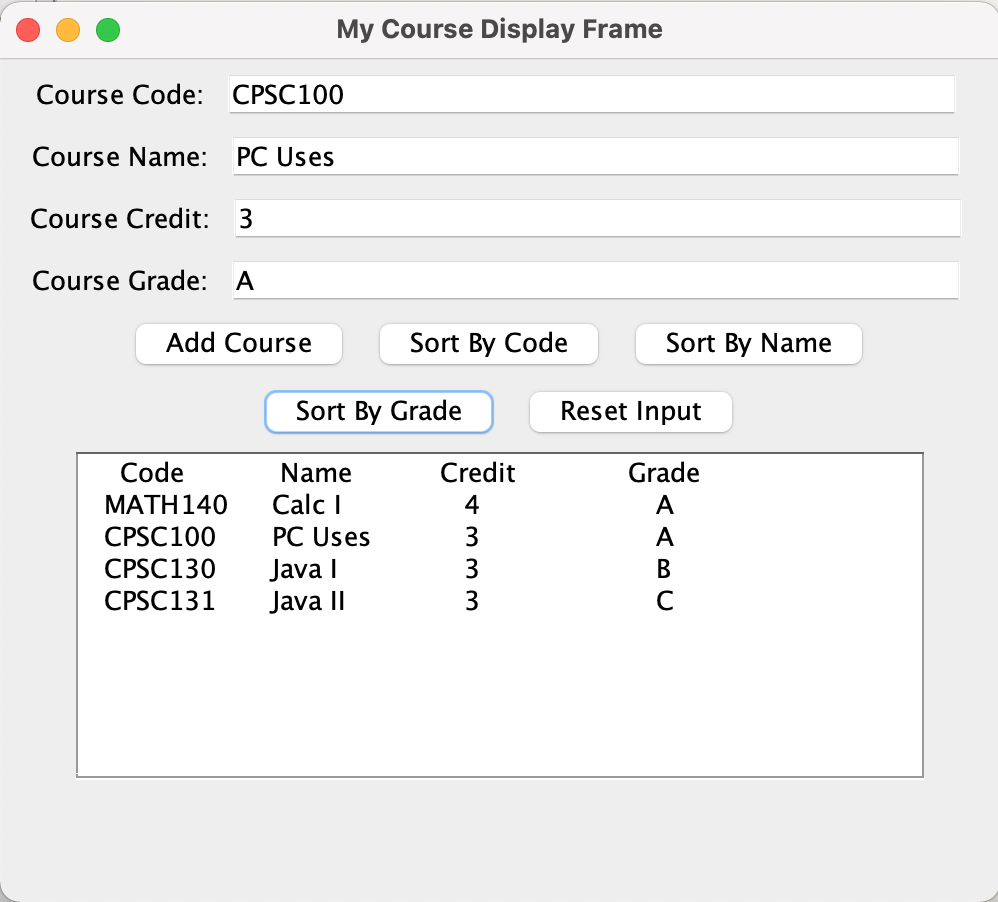 My Course Display Frame
Course Code: CPSC100
Course Name: PC Uses
Course Credit: 3
Course Grade: A
Add Course Sort By Code Sort By Name
Sort By Grade Reset Input
Code Name Credit Grade
MATH140 Calc I 4 A
CPSC100 PC Uses 3 A
CPSC130 Java I 3 B
CPSC131 Java II 3 C